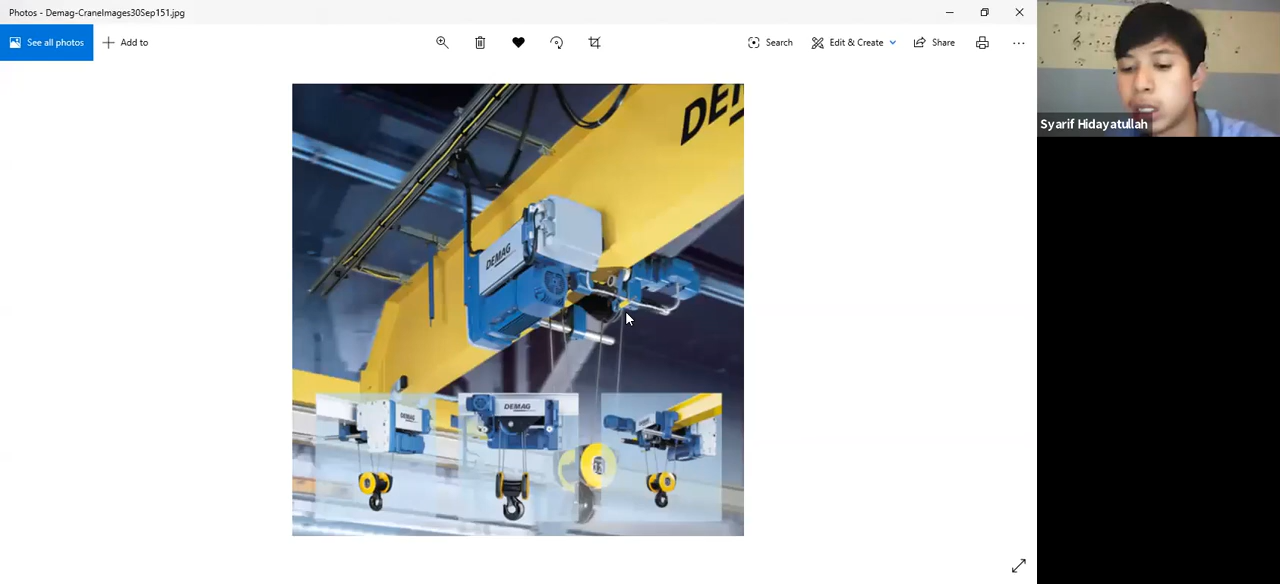 Photos - Demag-CraneImages30Sep151.jpg
See all photos
Add to
Search
Edit & Create
Share
Syarif Hidayatullah
DE
DEMAG
DEMAG
DEMAG